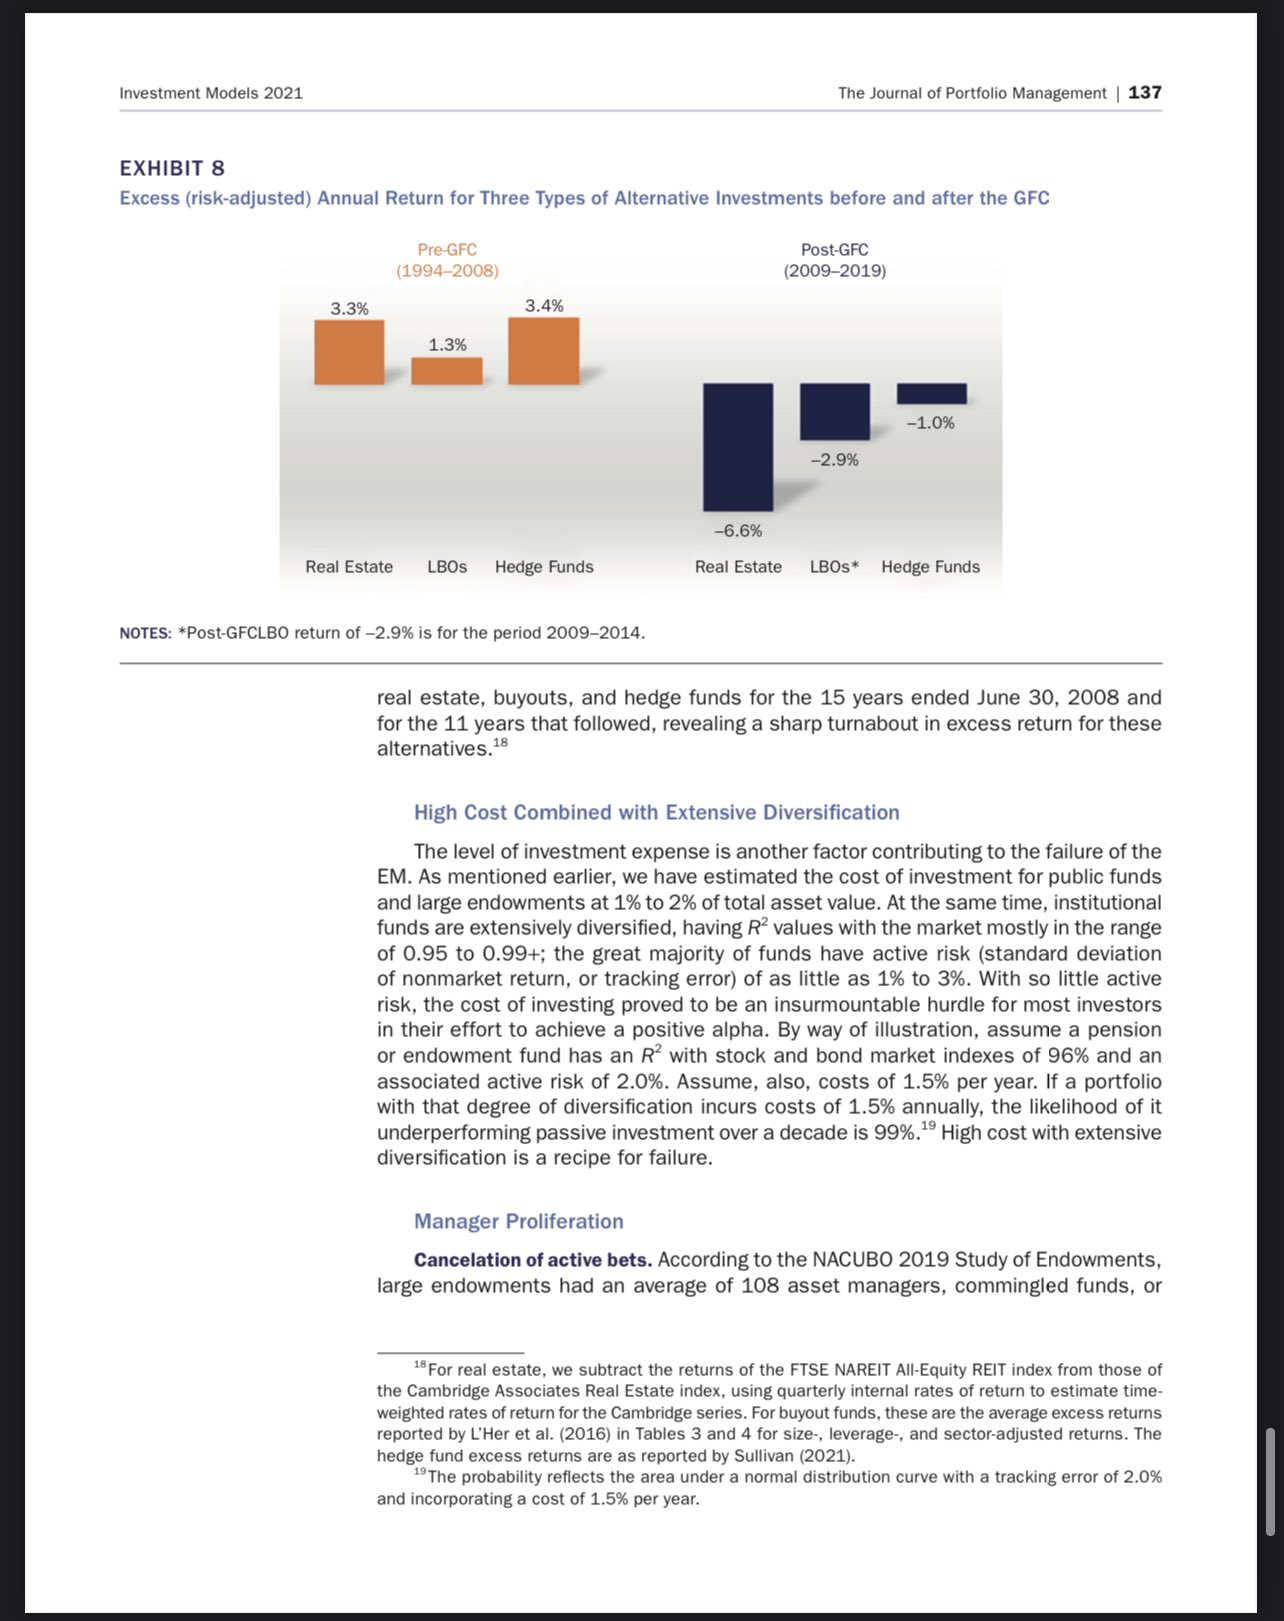 Investment Models 2021
The Journal of Portfolio Management | 137
EXHIBIT 8
Excess (risk-adjusted) Annual Return for Three Types of Alternative Investments before and after the GFC
Pre-GFC
(1994–2008)
Post-GFC
(2009–2019)
3.3%
1.3%
3.4%
–6.6%
–2.9%
–1.0%
Real Estate LBOs Hedge Funds
Real Estate LBOs* Hedge Funds
NOTES: *Post-GFCLBO return of –2.9% is for the period 2009–2014.
real estate, buyouts, and hedge funds for the 15 years ended June 30, 2008 and
for the 11 years that followed, revealing a sharp turnabout in excess return for these
alternatives.18
High Cost Combined with Extensive Diversification
The level of investment expense is another factor contributing to the failure of the
EM. As mentioned earlier, we have estimated the cost of investment for public funds
and large endowments at 1% to 2% of total asset value. At the same time, institutional
funds are extensively diversified, having R2 values with the market mostly in the range
of 0.95 to 0.99+; the great majority of funds have active risk (standard deviation
of nonmarket return, or tracking error) of as little as 1% to 3%. With so little active
risk, the cost of investing proved to be an insurmountable hurdle for most investors
in their effort to achieve a positive alpha. By way of illustration, assume a pension
or endowment fund has an R2 with stock and bond market indexes of 96% and an
associated active risk of 2.0%. Assume, also, costs of 1.5% per year. If a portfolio
with that degree of diversification incurs costs of 1.5% annually, the likelihood of it
underperforming passive investment over a decade is 99%.19 High cost with extensive
diversification is a recipe for failure.
Manager Proliferation
Cancelation of active bets. According to the NACUBO 2019 Study of Endowments,
large endowments had an average of 108 asset managers, commingled funds, or
18 For real estate, we subtract the returns of the FTSE NAREIT All-Equity REIT index from those of
the Cambridge Associates Real Estate index, using quarterly internal rates of return to estimate time-
weighted rates of return for the Cambridge series. For buyout funds, these are the average excess returns
reported by L'Her et al. (2016) in Tables 3 and 4 for size-, leverage-, and sector-adjusted returns. The
hedge fund excess returns are as reported by Sullivan (2021).
19 The probability reflects the area under a normal distribution curve with a tracking error of 2.0%
and incorporating a cost of 1.5% per year.